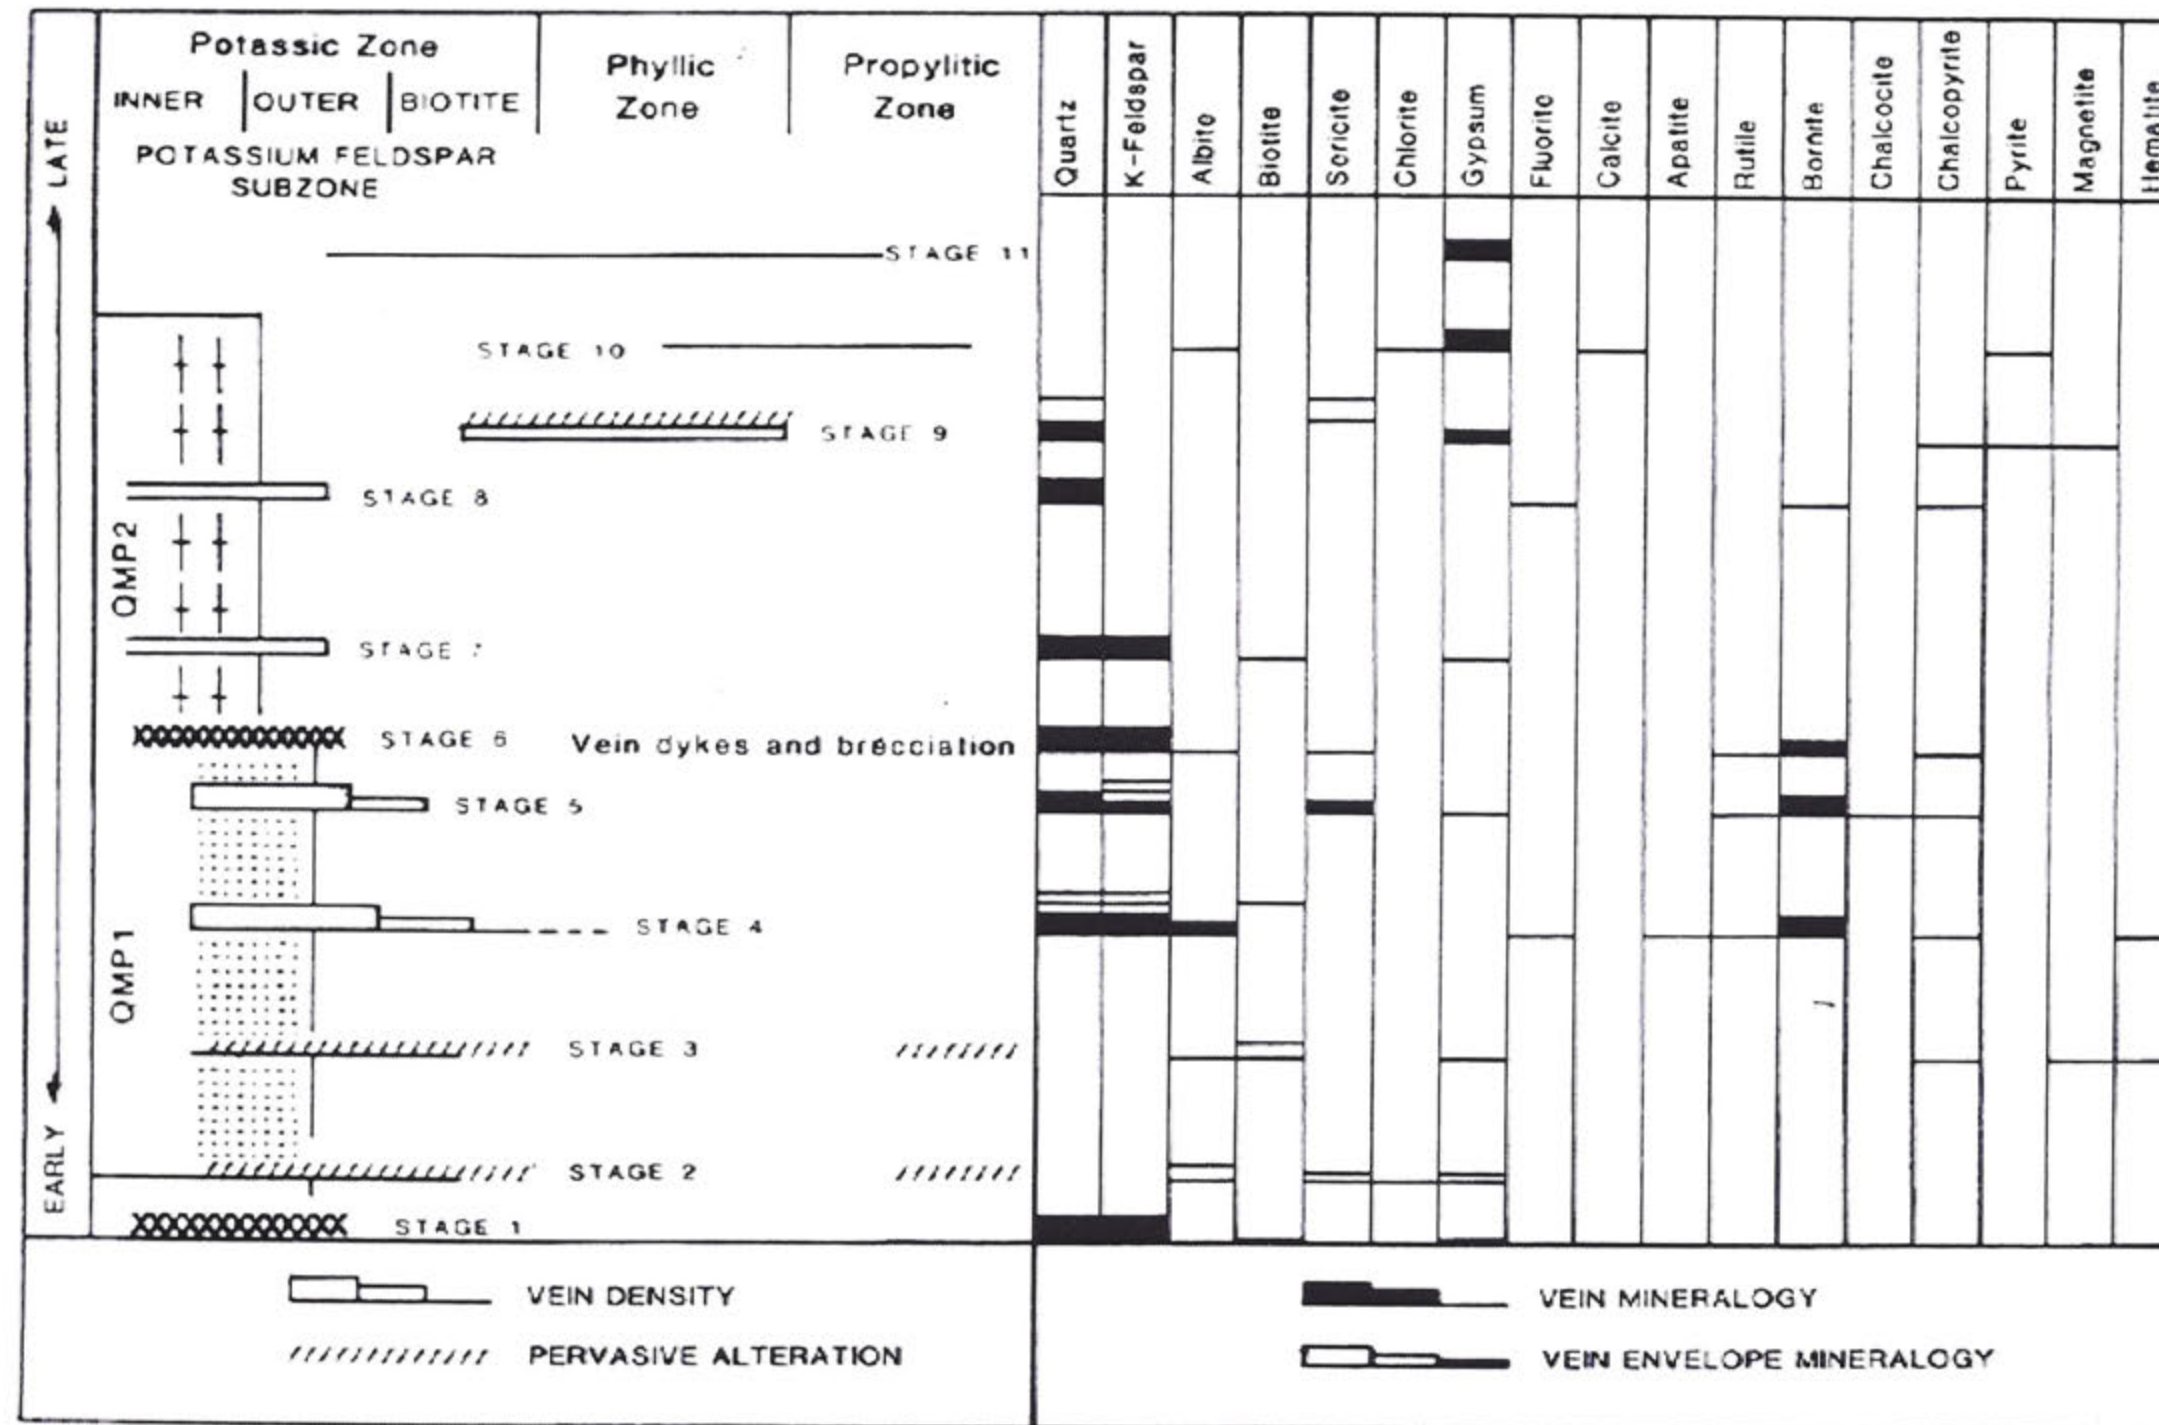 Potassic Zone
INNER OUTER BIOTITE
POTASSIUM FELDSPAR
SUBZONE
Phyllic
Zone
Propylitic
Zone
Quartz
K-Feldspar
Albite
Biotite
Sericite
Chlorite
Gypsum
Fluorite
Calcite
Apatite
Rutile
Bornite
Chalcocite
Chalcopyrite
Pyrite
Magnetite
Hematite
LATE
EARLY
QMP2
QMP1
STAGE 11
STAGE 10
STAGE 9
STAGE 8
STAGE 7
STAGE 6 Vein dykes and brecciation
STAGE 5
STAGE 4
STAGE 3
STAGE 2
STAGE 1
VEIN DENSITY
PERVASIVE ALTERATION
VEIN MINERALOGY
VEIN ENVELOPE MINERALOGY